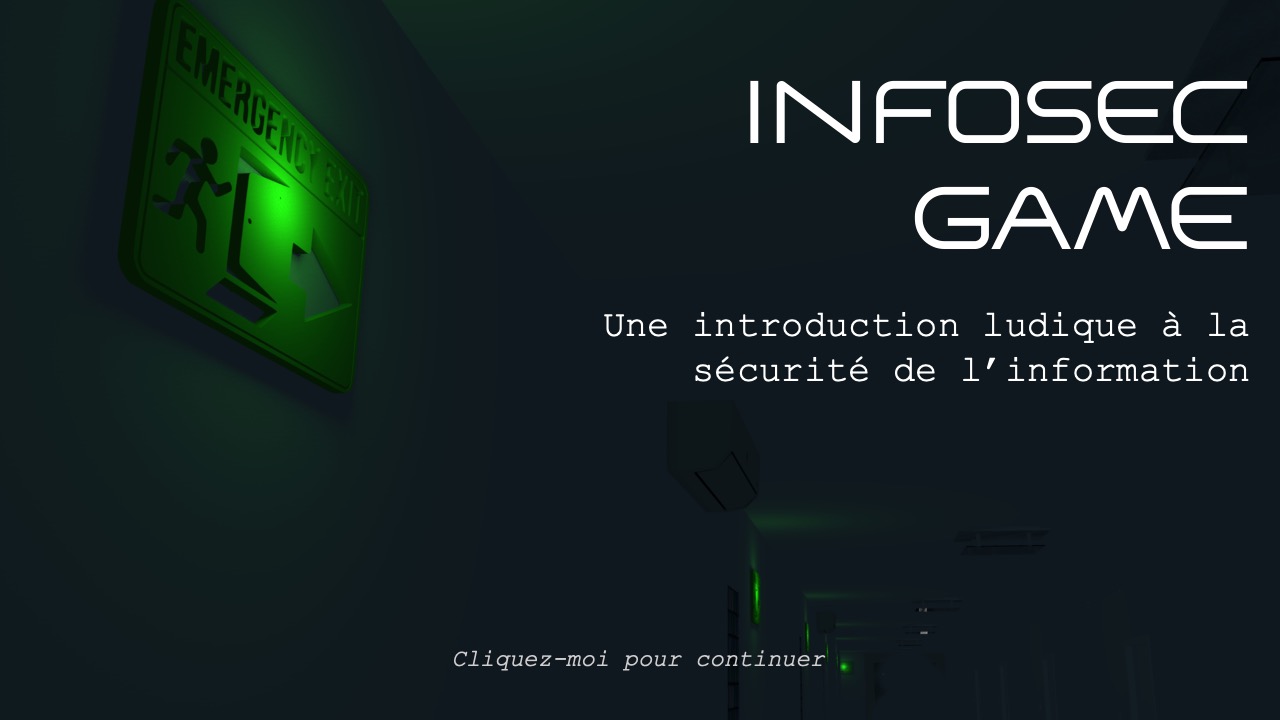 EMERGENCY EXIT
INFOSEC
GAME
Une introduction ludique à la
sécurité de l’information
Cliquez-moi pour continuer